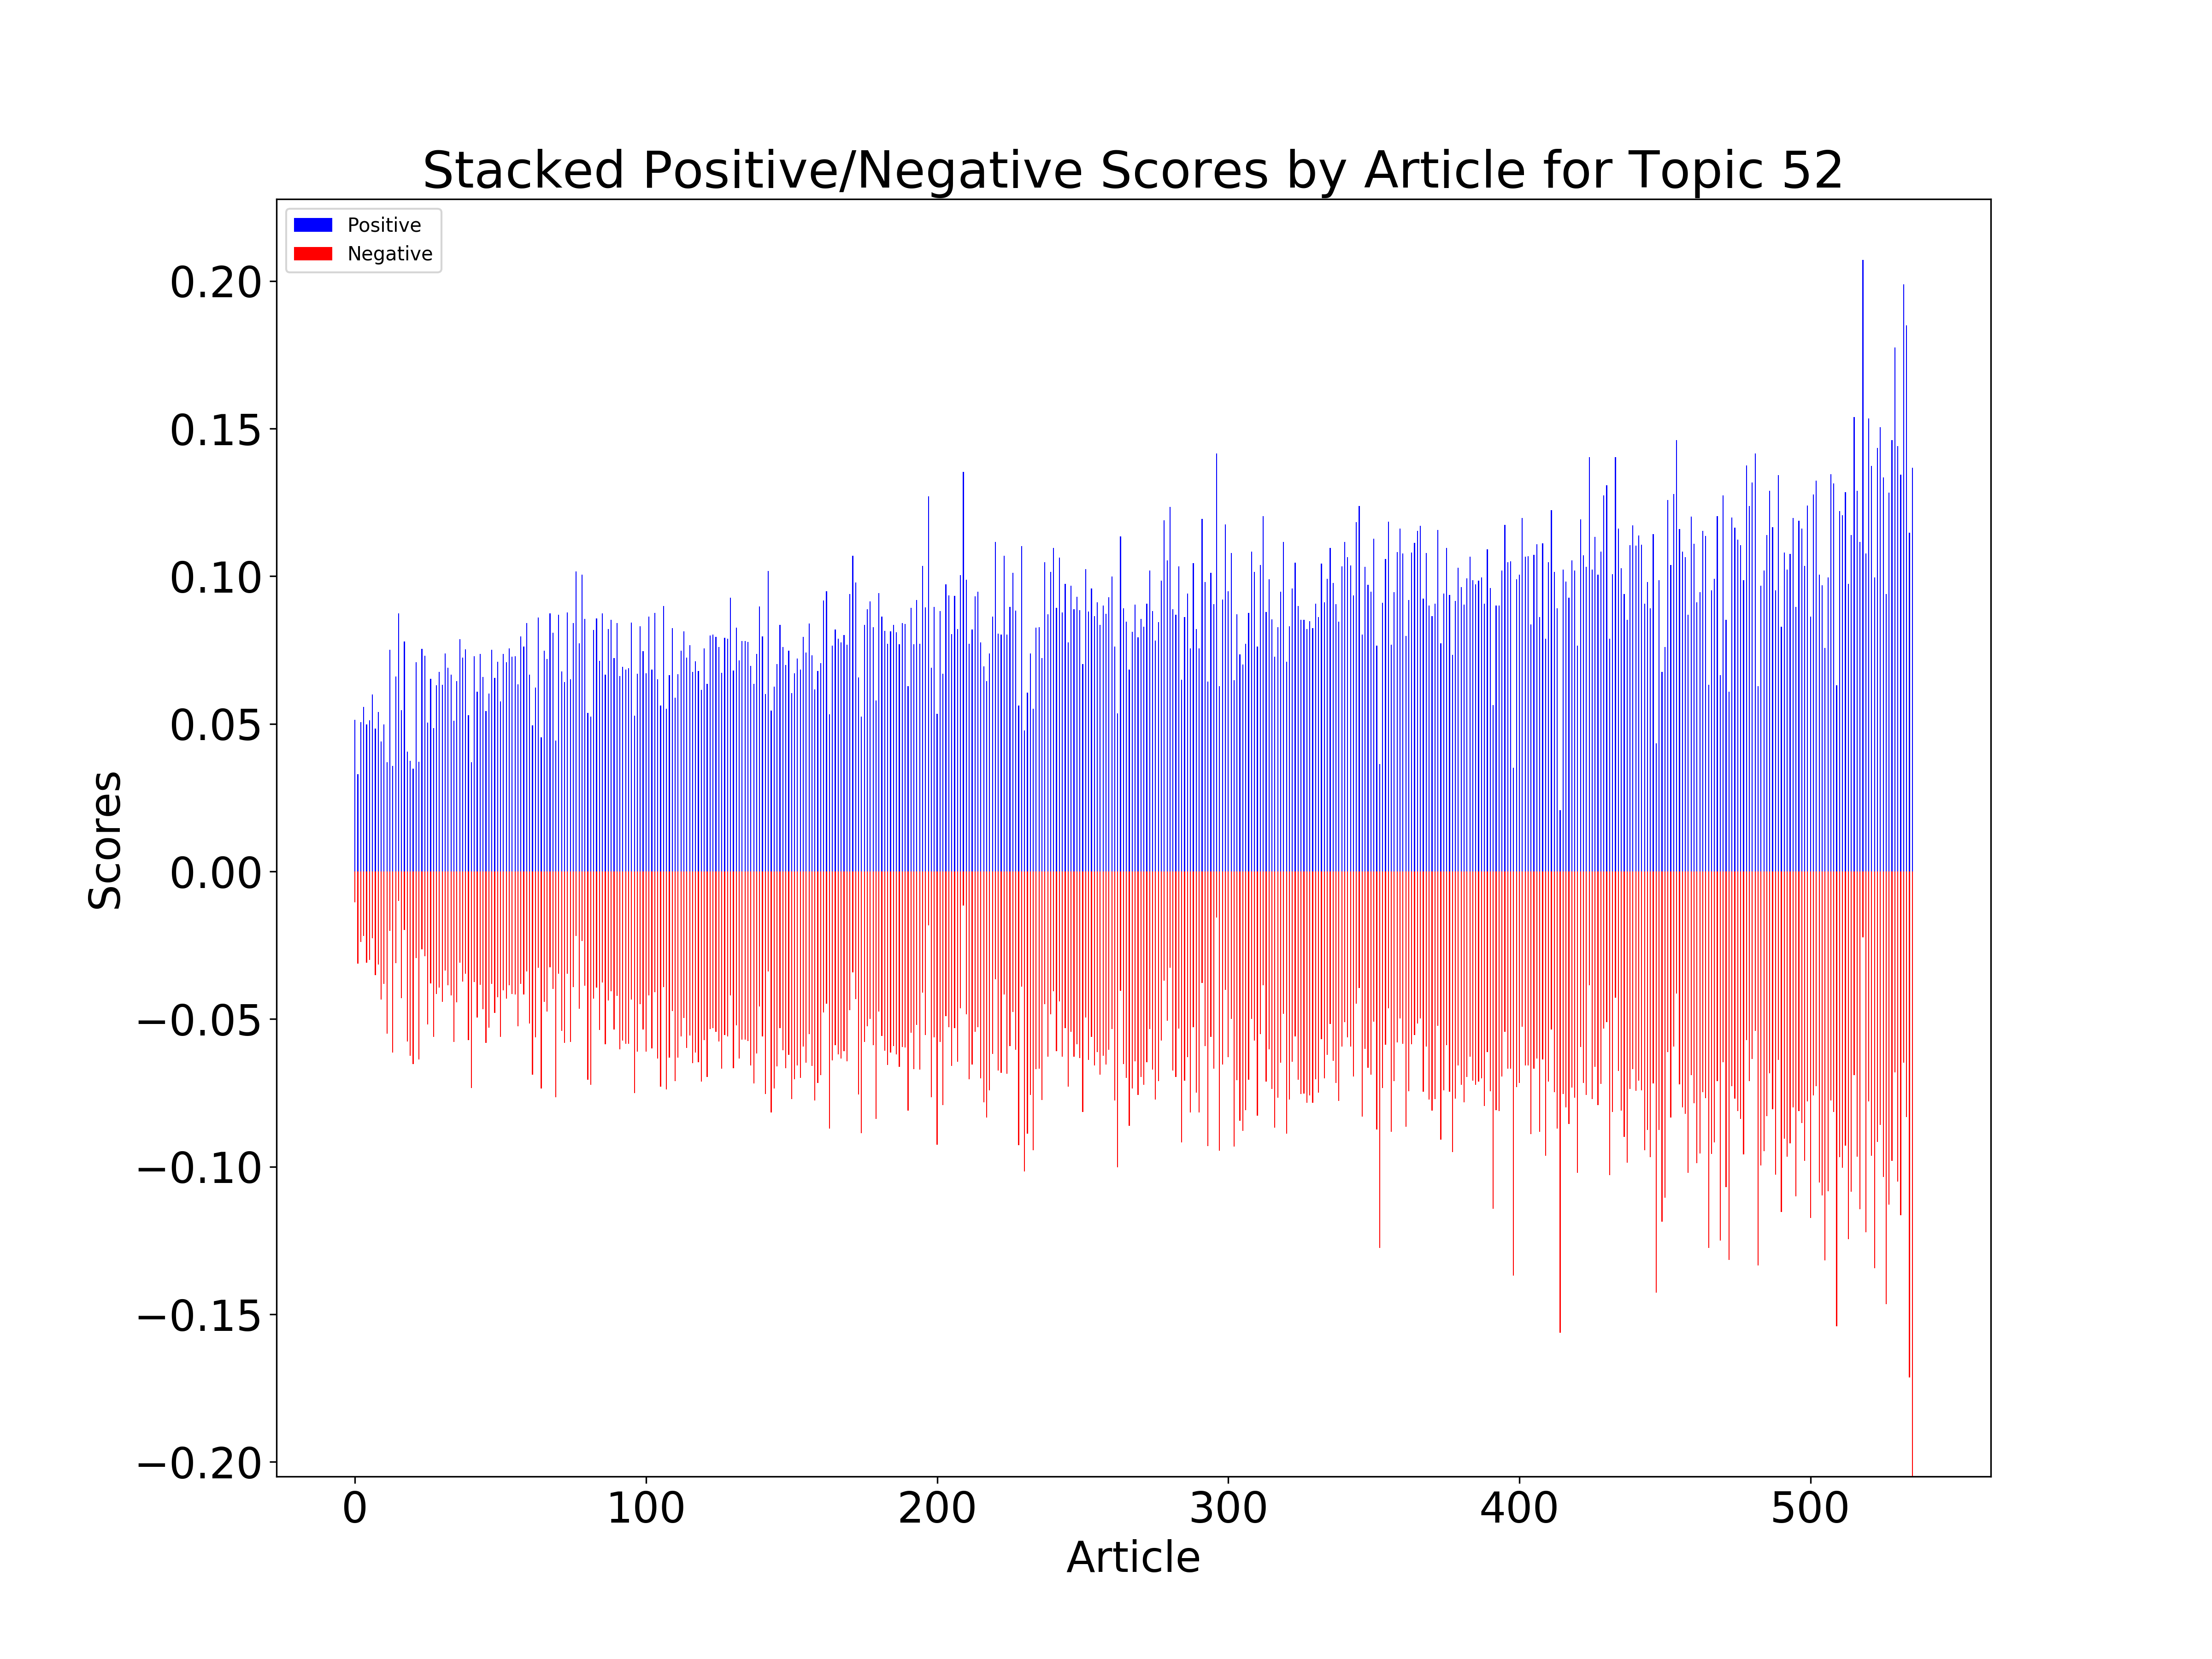 Stacked Positive/Negative Scores by Article for Topic 52
Positive
Negative
0.20
0.15
0.10
0.05
0.00
−0.05
−0.10
−0.15
−0.20
Scores
0 100 200 300 400 500
Article